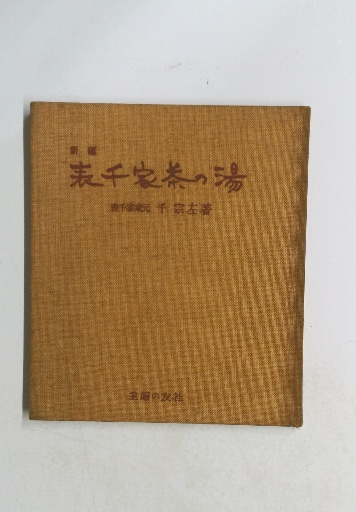 新編
表千家茶の湯
表千家家元 千 宗左著
主婦の友社